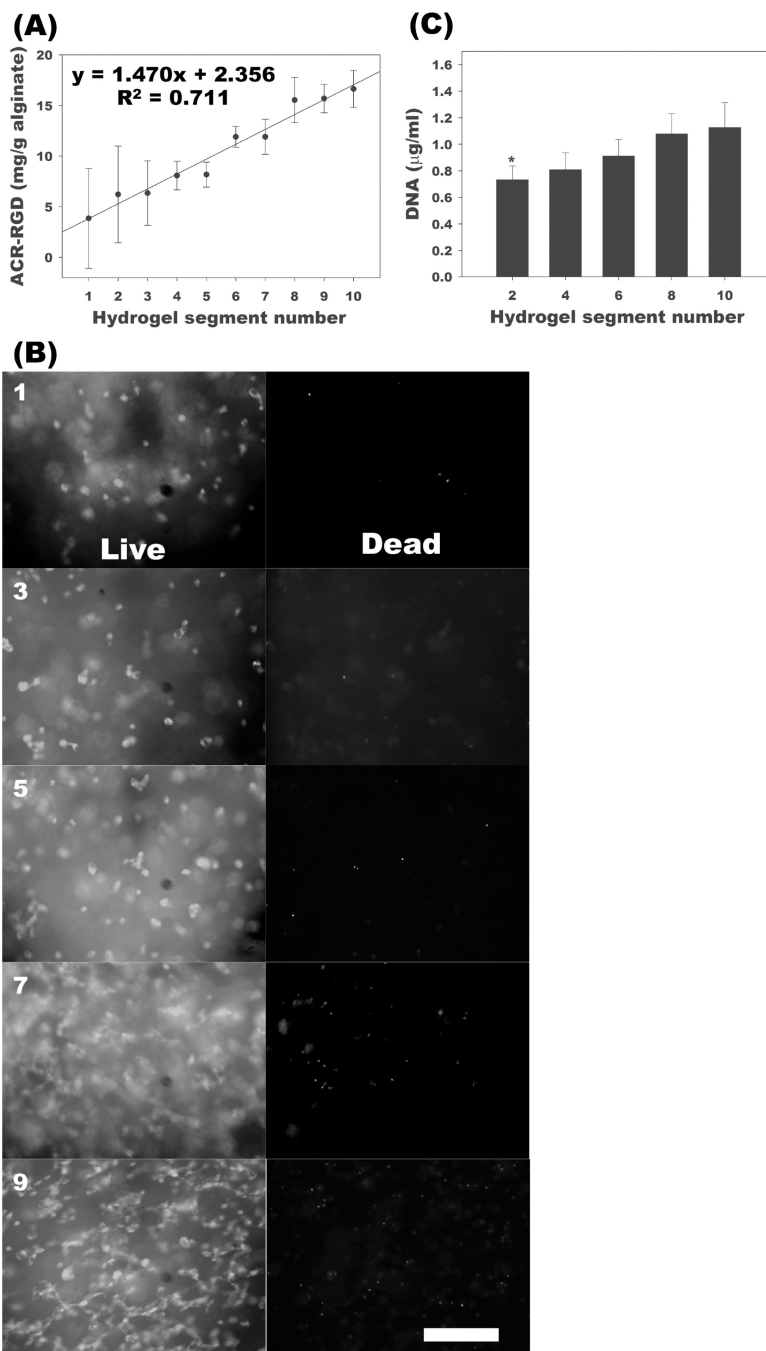 (A)
y = 1.470x + 2.356
R² = 0.711
ACR-RGD (mg/g alginate)
20
15
10
5
0
1 2 3 4 5 6 7 8 9 10
Hydrogel segment number
(C)
DNA (µg/ml)
1.6
1.4
1.2
1.0
0.8
0.6
0.4
0.2
0.0
*
2 4 6 8 10
Hydrogel segment number
(B)
1
Live
Dead
3
5
7
9